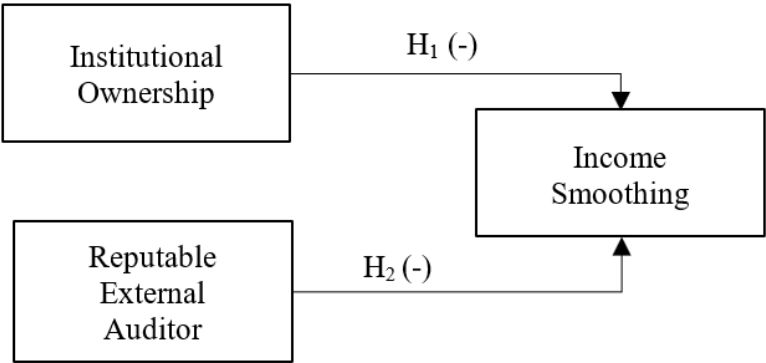 Institutional
Ownership
H₁ (-)
Income
Smoothing
Reputable
External
Auditor
H₂ (-)